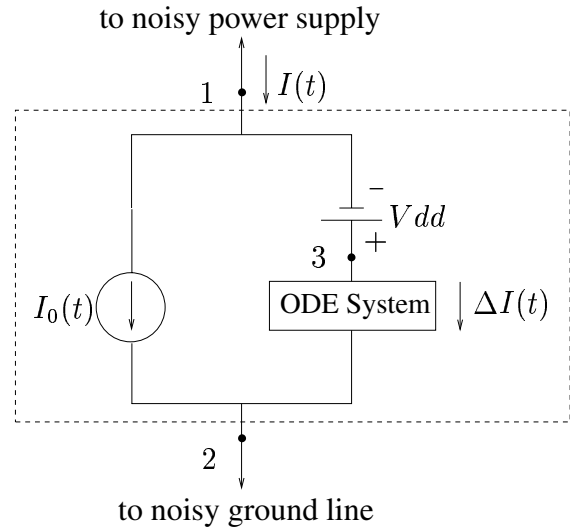 to noisy power supply
1
I(t)
−
Vdd
+
3
I₀(t)
ODE System
ΔI(t)
2
to noisy ground line